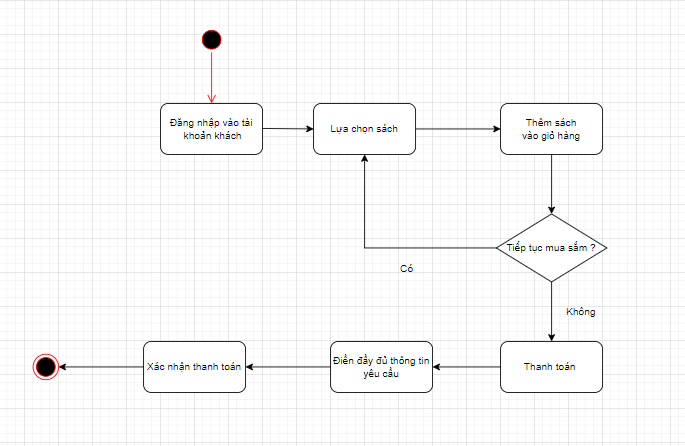 Đăng nhập vào tài
khoản khách
Lựa chọn sách
Thêm sách
vào giỏ hàng
Tiếp tục mua sắm ?
Có
Không
Thanh toán
Điền đầy đủ thông tin
yêu cầu
Xác nhận thanh toán